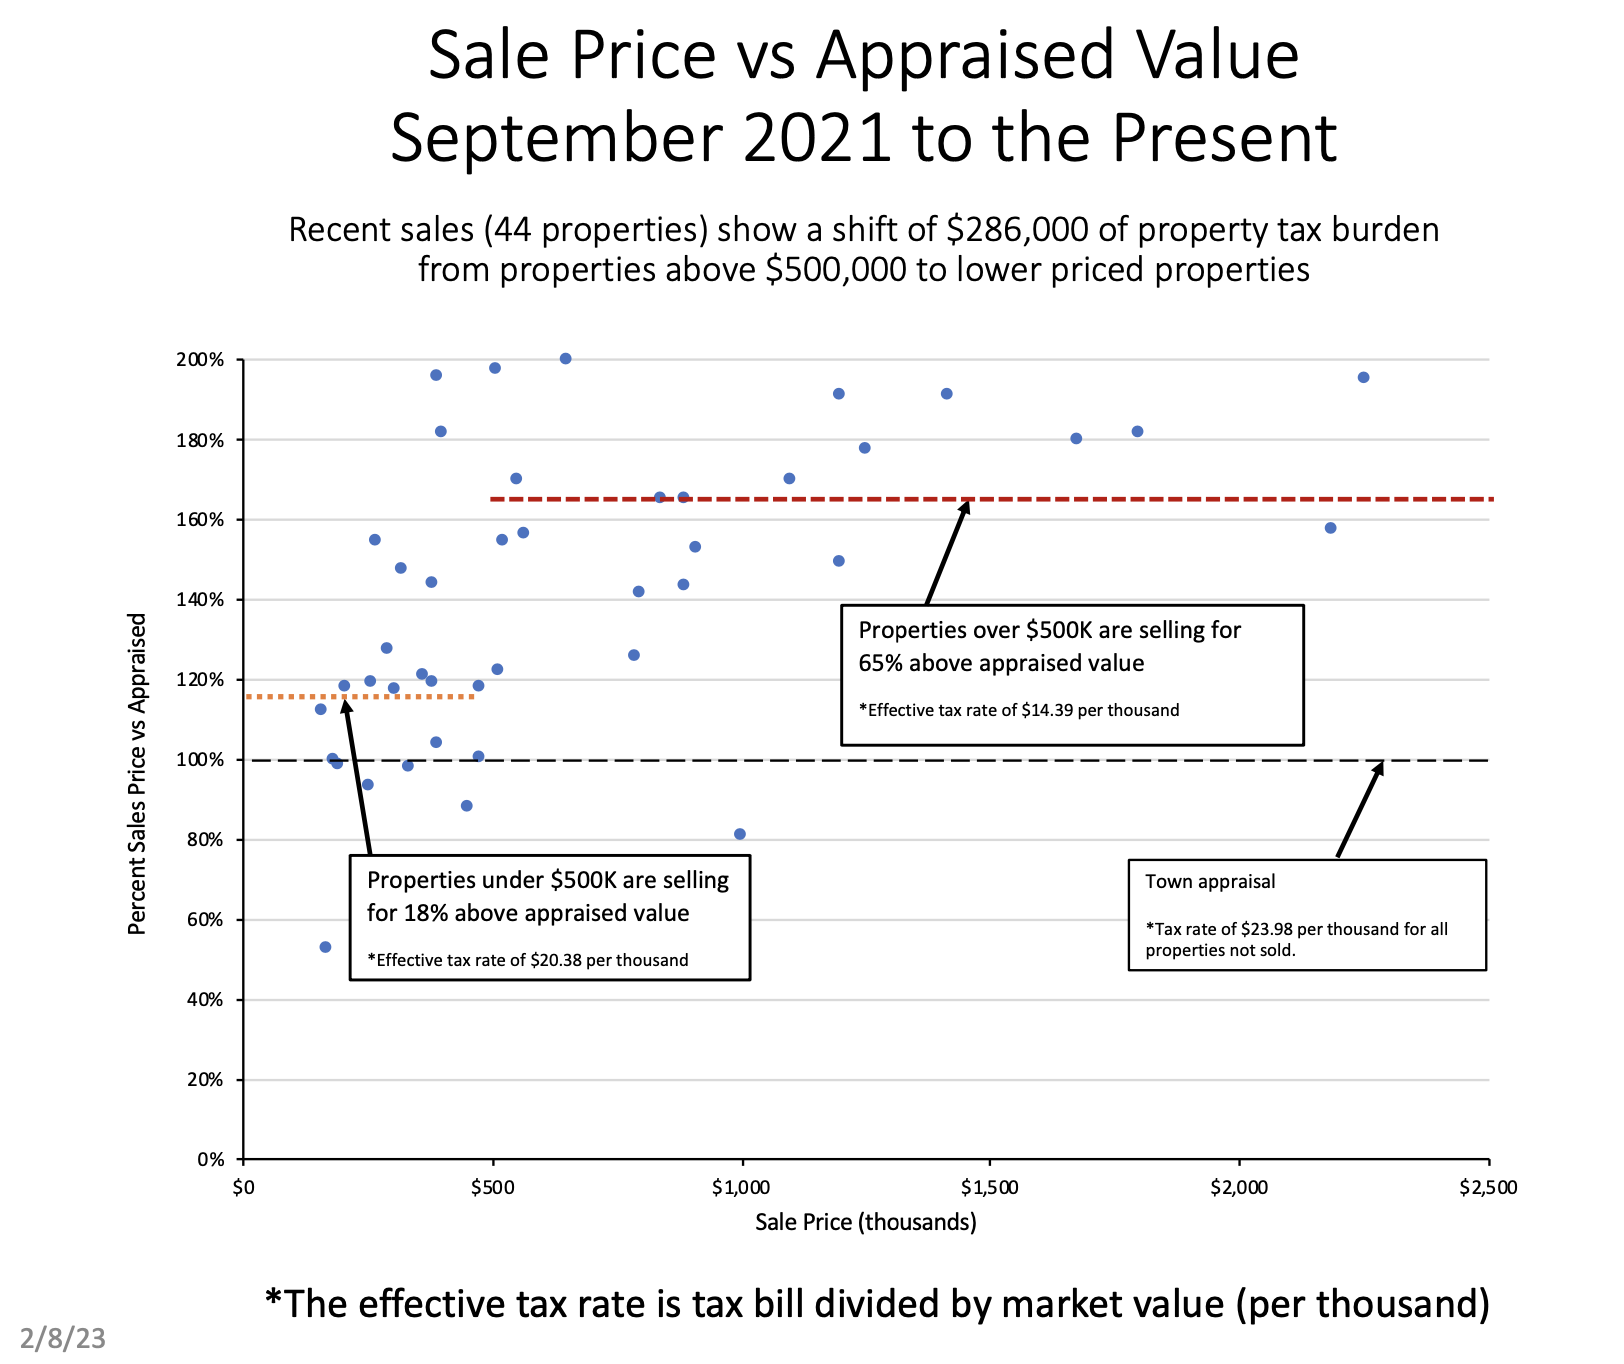 Sale Price vs Appraised Value
September 2021 to the Present
Recent sales (44 properties) show a shift of $286,000 of property tax burden
from properties above $500,000 to lower priced properties
Percent Sales Price vs Appraised
200%
180%
160%
140%
120%
100%
80%
60%
40%
20%
0%
Properties over $500K are selling for
65% above appraised value
*Effective tax rate of $14.39 per thousand
Properties under $500K are selling
for 18% above appraised value
*Effective tax rate of $20.38 per thousand
Town appraisal
*Tax rate of $23.98 per thousand for all
properties not sold.
$0
$500
$1,000
$1,500
$2,000
$2,500
Sale Price (thousands)
*The effective tax rate is tax bill divided by market value (per thousand)
2/8/23